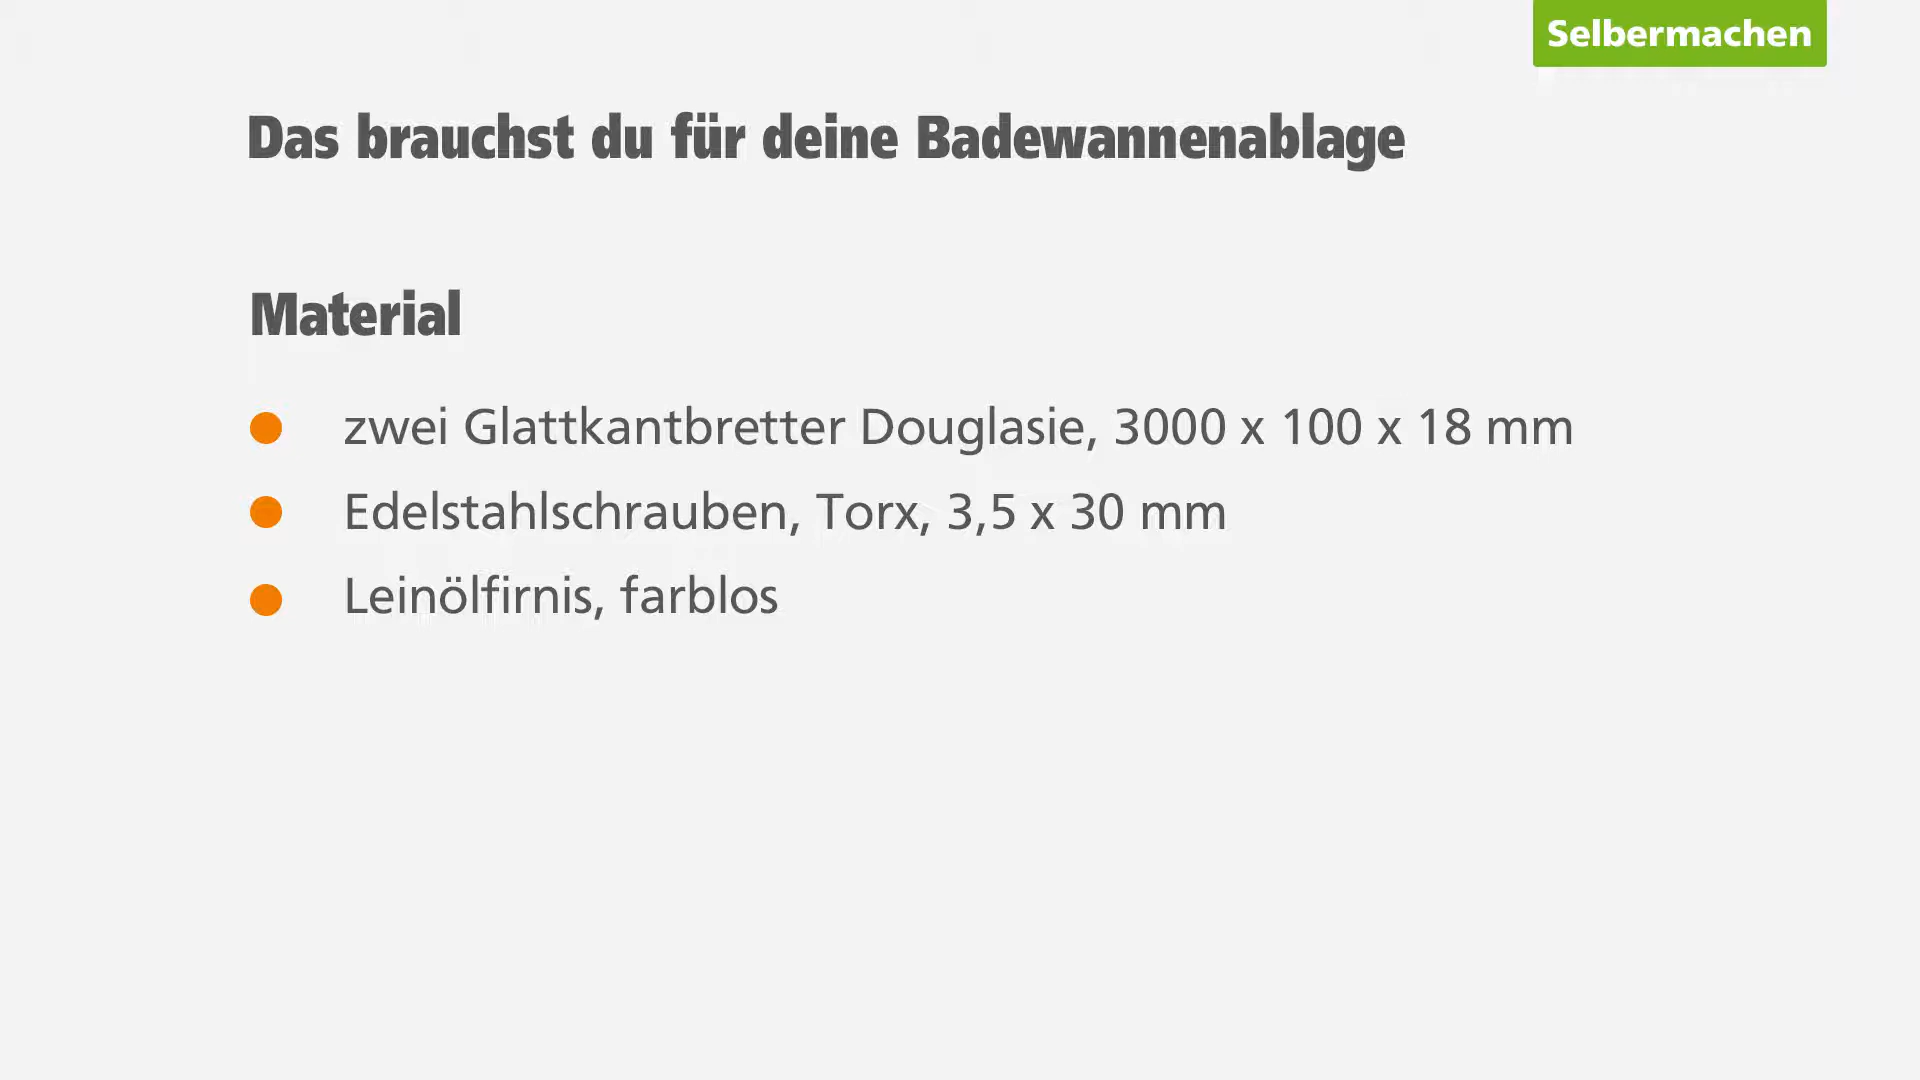 Selbermachen
Das brauchst du für deine Badewannenablage
Material
zwei Glattkantbretter Douglasie, 3000 x 100 x 18 mm
Edelstahlschrauben, Torx, 3,5 x 30 mm
Leinölfirnis, farblos